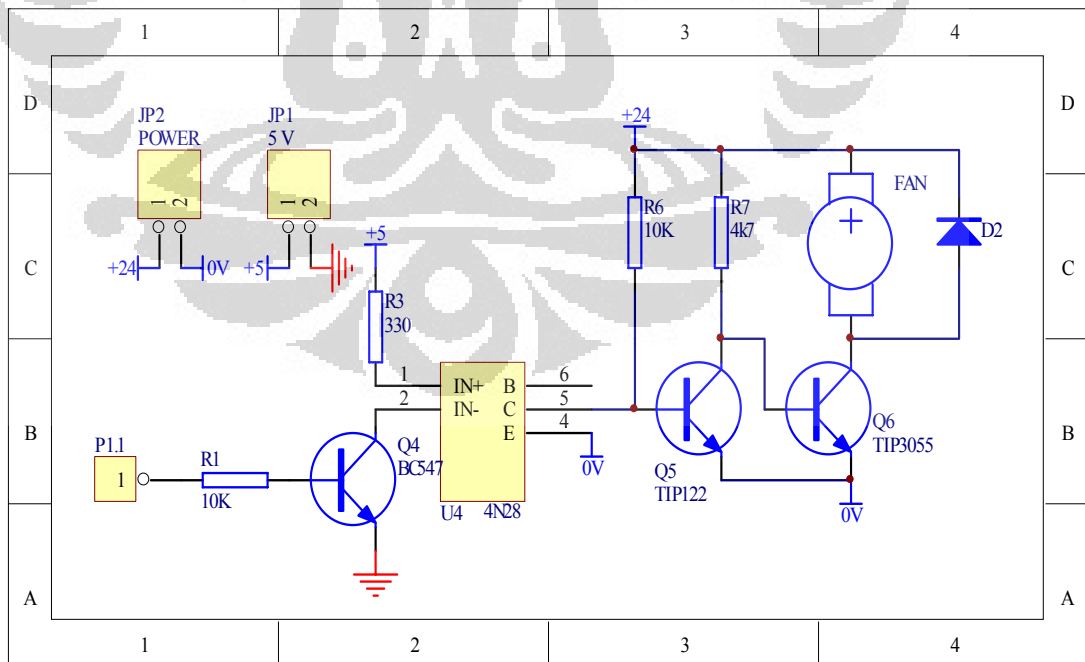 1 2 3 4
D D
JP2
POWER
JP1
5 V
+24
FAN
1 2
1 2
R6
10K
R7
4k7
D2
C C
+24
0V
+5
+5
R3
330
1 IN+ B 6
2 IN- C 5
E 4
0V
B B
P1.1
1
R1
10K
Q4
BC547
U4 4N28
Q5
TIP122
Q6
TIP3055
0V
A A
1 2 3 4